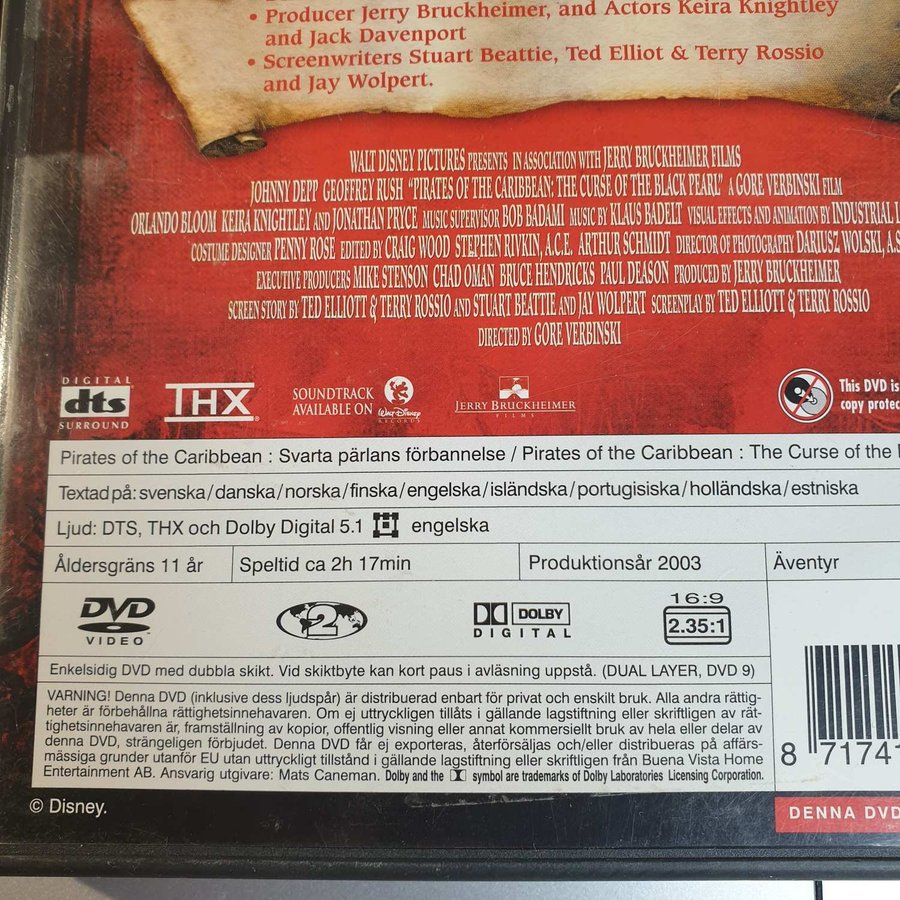 • Producer Jerry Bruckheimer, and Actors Keira Knightley
and Jack Davenport
• Screenwriters Stuart Beattie, Ted Elliot & Terry Rossio
and Jay Wolpert.
WALT DISNEY PICTURES PRESENTS IN ASSOCIATION WITH JERRY BRUCKHEIMER FILMS
JOHNNY DEPP GEOFFREY RUSH "PIRATES OF THE CARIBBEAN: THE CURSE OF THE BLACK PEARL" A GORE VERBINSKI FILM
ORLANDO BLOOM KEIRA KNIGHTLEY AND JONATHAN PRYCE MUSIC SUPERVISOR BOB BADAMI MUSIC BY KLAUS BADELT VISUAL EFFECTS AND ANIMATION BY INDUSTRIAL
COSTUME DESIGNER PENNY ROSE EDITED BY CRAIG WOOD STEPHEN RIVKIN, A.C.E. ARTHUR SCHMIDT DIRECTOR OF PHOTOGRAPHY DARIUSZ WOLSKI, A.S
EXECUTIVE PRODUCERS MIKE STENSON CHAD OMAN BRUCE HENDRICKS PAUL DEASON PRODUCED BY JERRY BRUCKHEIMER
SCREEN STORY BY TED ELLIOTT & TERRY ROSSIO AND STUART BEATTIE AND JAY WOLPERT SCREENPLAY BY TED ELLIOTT & TERRY ROSSIO
DIRECTED BY GORE VERBINSKI
DIGITAL
dts
SURROUND
THX
SOUNDTRACK
AVAILABLE ON
Walt Disney
RECORDS
JERRY BRUCKHEIMER
FILMS
This DVD is
copy protec
Pirates of the Caribbean : Svarta pärlans förbannelse / Pirates of the Caribbean : The Curse of the
Textad på: svenska/danska/norska/finska/engelska/isländska/portugisiska/holländska/estniska
Ljud: DTS, THX och Dolby Digital 5.1 engelska
Åldersgräns 11 år Speltid ca 2h 17min Produktionsår 2003 Äventyr
DVD
VIDEO™
2
DOLBY
DIGITAL
16:9
2.35:1
Enkelsidig DVD med dubbla skikt. Vid skiktbyte kan kort paus i avläsning uppstå. (DUAL LAYER, DVD 9)
VARNING! Denna DVD (inklusive dess ljudspår) är distribuerad enbart för privat och enskilt bruk. Alla andra rättig-
heter är förbehållna rättighetsinnehavaren. Om ej uttryckligen tillåts i gällande lagstiftning eller skriftligen av rät-
tighetsinnehavaren är, framställning av kopior, offentlig visning eller annat kommersiellt bruk av hela eller delar av
denna DVD, strängeligen förbjudet. Denna DVD får ej exporteras, återförsäljas och/eller distribueras på affärs-
mässiga grunder utanför EU utan uttryckligt tillstånd i gällande lagstiftning eller skriftligen från Buena Vista Home
Entertainment AB. Ansvarig utgivare: Mats Caneman. Dolby and the symbol are trademarks of Dolby Laboratories Licensing Corporation.
8 71741
© Disney.
DENNA DVD